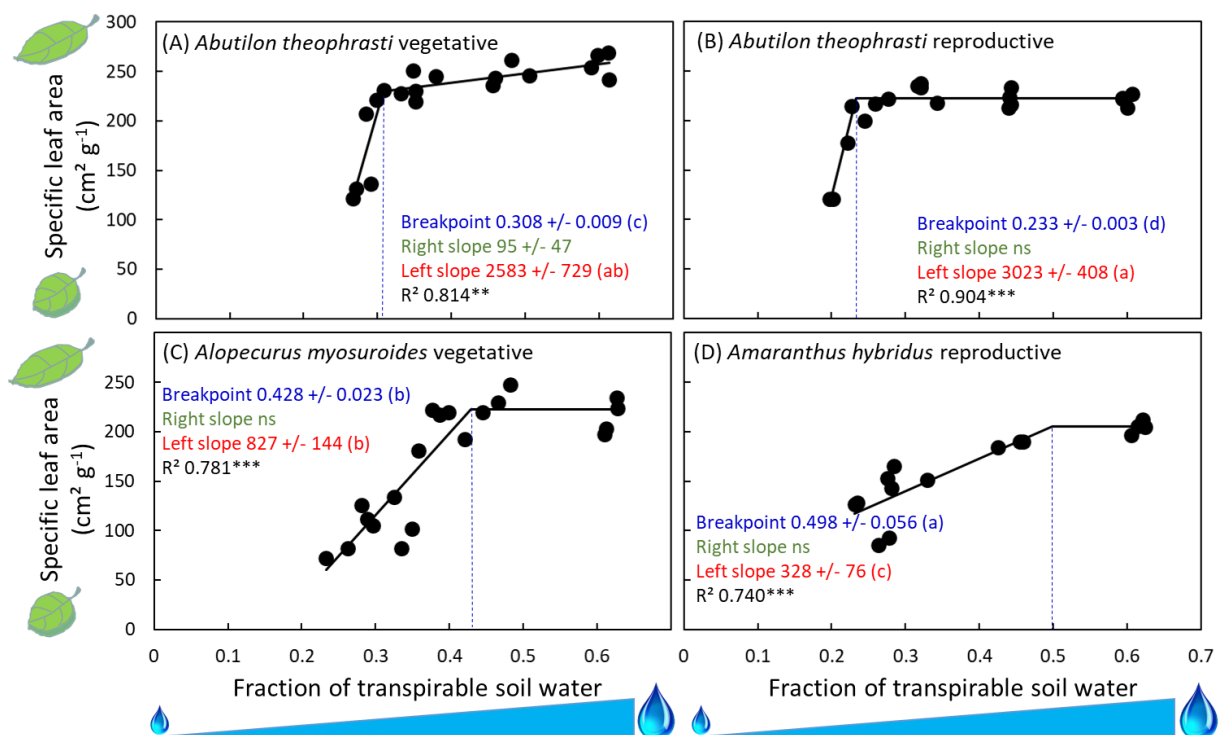 Specific leaf area
(cm² g⁻¹)
300
250
200
150
100
50
0
(A) Abutilon theophrasti vegetative
Breakpoint 0.308 +/- 0.009 (c)
Right slope 95 +/- 47
Left slope 2583 +/- 729 (ab)
R² 0.814**
(B) Abutilon theophrasti reproductive
Breakpoint 0.233 +/- 0.003 (d)
Right slope ns
Left slope 3023 +/- 408 (a)
R² 0.904***
Specific leaf area
(cm² g⁻¹)
250
200
150
100
50
0
(C) Alopecurus myosuroides vegetative
Breakpoint 0.428 +/- 0.023 (b)
Right slope ns
Left slope 827 +/- 144 (b)
R² 0.781***
(D) Amaranthus hybridus reproductive
Breakpoint 0.498 +/- 0.056 (a)
Right slope ns
Left slope 328 +/- 76 (c)
R² 0.740***
0 0.1 0.2 0.3 0.4 0.5 0.6
0 0.1 0.2 0.3 0.4 0.5 0.6 0.7
Fraction of transpirable soil water
Fraction of transpirable soil water